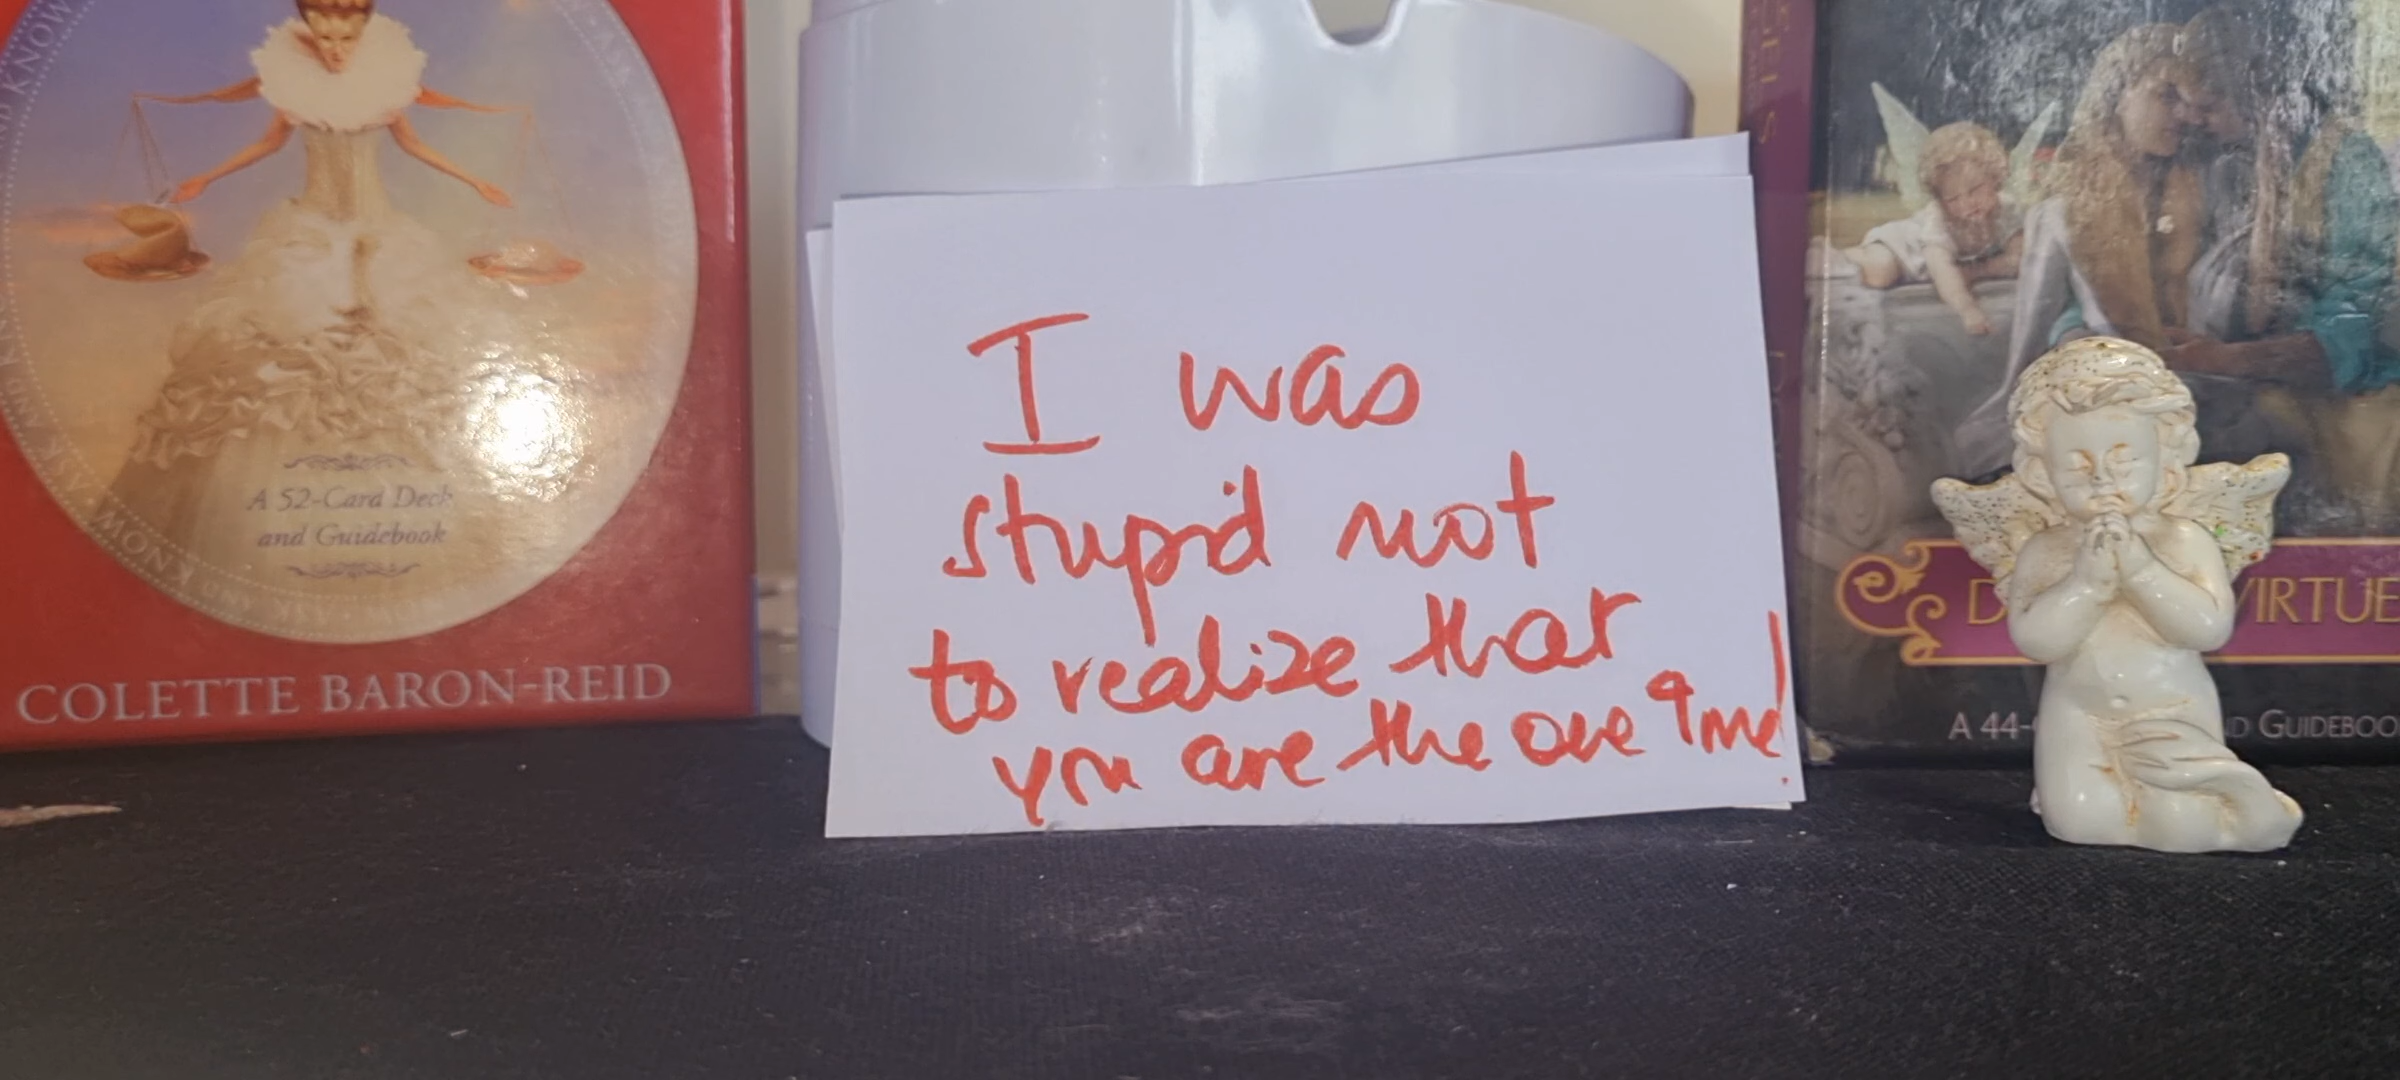 A 52-Card Deck
and Guidebook
COLETTE BARON-REID
I was
stupid not
to realize that
you are the one 4 me!
VIRTUE
A 44-
GUIDEBOO